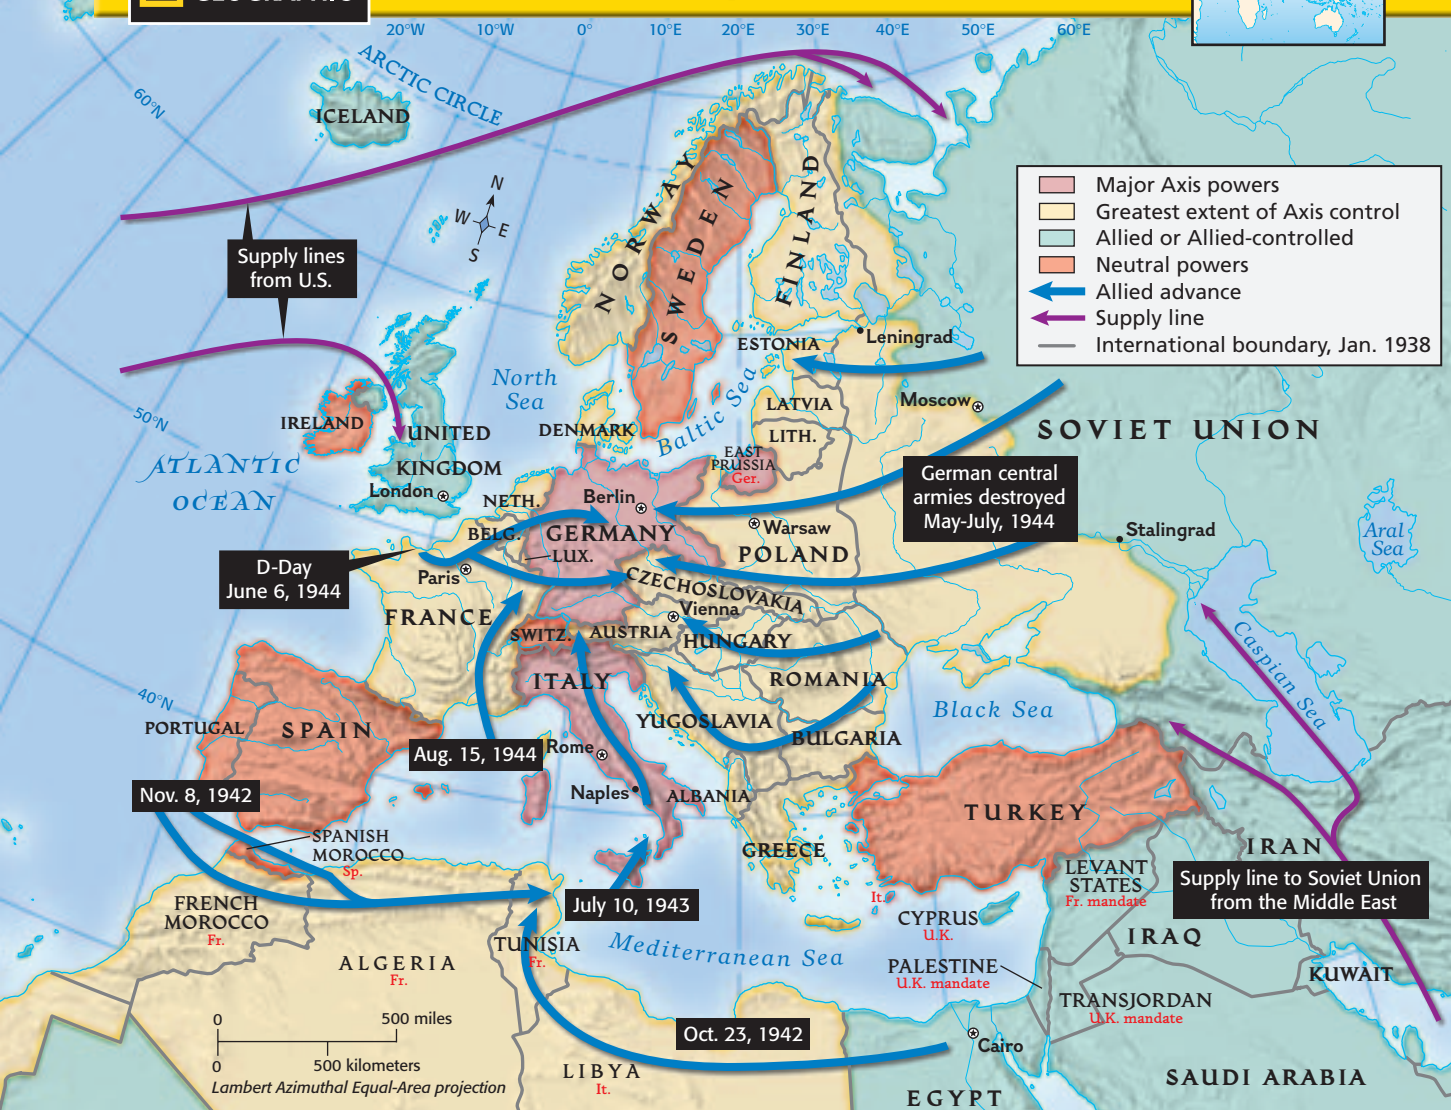 20°W
10°W
0°
10°E
20°E
30°E
40°E
50°E
60°E
60°N
50°N
40°N
ARCTIC CIRCLE
ICELAND
N
W
E
S
Supply lines
from U.S.
NORWAY
SWEDEN
FINLAND
Major Axis powers
Greatest extent of Axis control
Allied or Allied-controlled
Neutral powers
Allied advance
Supply line
International boundary, Jan. 1938
North
Sea
Baltic Sea
ESTONIA
Leningrad
LATVIA
LITH.
Moscow
SOVIET UNION
IRELAND
UNITED
KINGDOM
London
DENMARK
EAST
PRUSSIA
Ger.
German central
armies destroyed
May-July, 1944
ATLANTIC
OCEAN
NETH.
BELG.
LUX.
Berlin
GERMANY
Warsaw
POLAND
Stalingrad
Aral
Sea
D-Day
June 6, 1944
Paris
FRANCE
CZECHOSLOVAKIA
Vienna
SWITZ.
AUSTRIA
HUNGARY
ROMANIA
Caspian Sea
Black Sea
ITALY
YUGOSLAVIA
BULGARIA
PORTUGAL
SPAIN
Aug. 15, 1944
Rome
Naples
ALBANIA
GREECE
TURKEY
Nov. 8, 1942
SPANISH
MOROCCO
Sp.
FRENCH
MOROCCO
Fr.
ALGERIA
Fr.
TUNISIA
Fr.
July 10, 1943
Mediterranean Sea
It.
CYPRUS
U.K.
LEVANT
STATES
Fr. mandate
IRAN
Supply line to Soviet Union
from the Middle East
IRAQ
KUWAIT
PALESTINE
U.K. mandate
TRANSJORDAN
U.K. mandate
Oct. 23, 1942
LIBYA
It.
Cairo
EGYPT
SAUDI ARABIA
0
500 miles
0
500 kilometers
Lambert Azimuthal Equal-Area projection